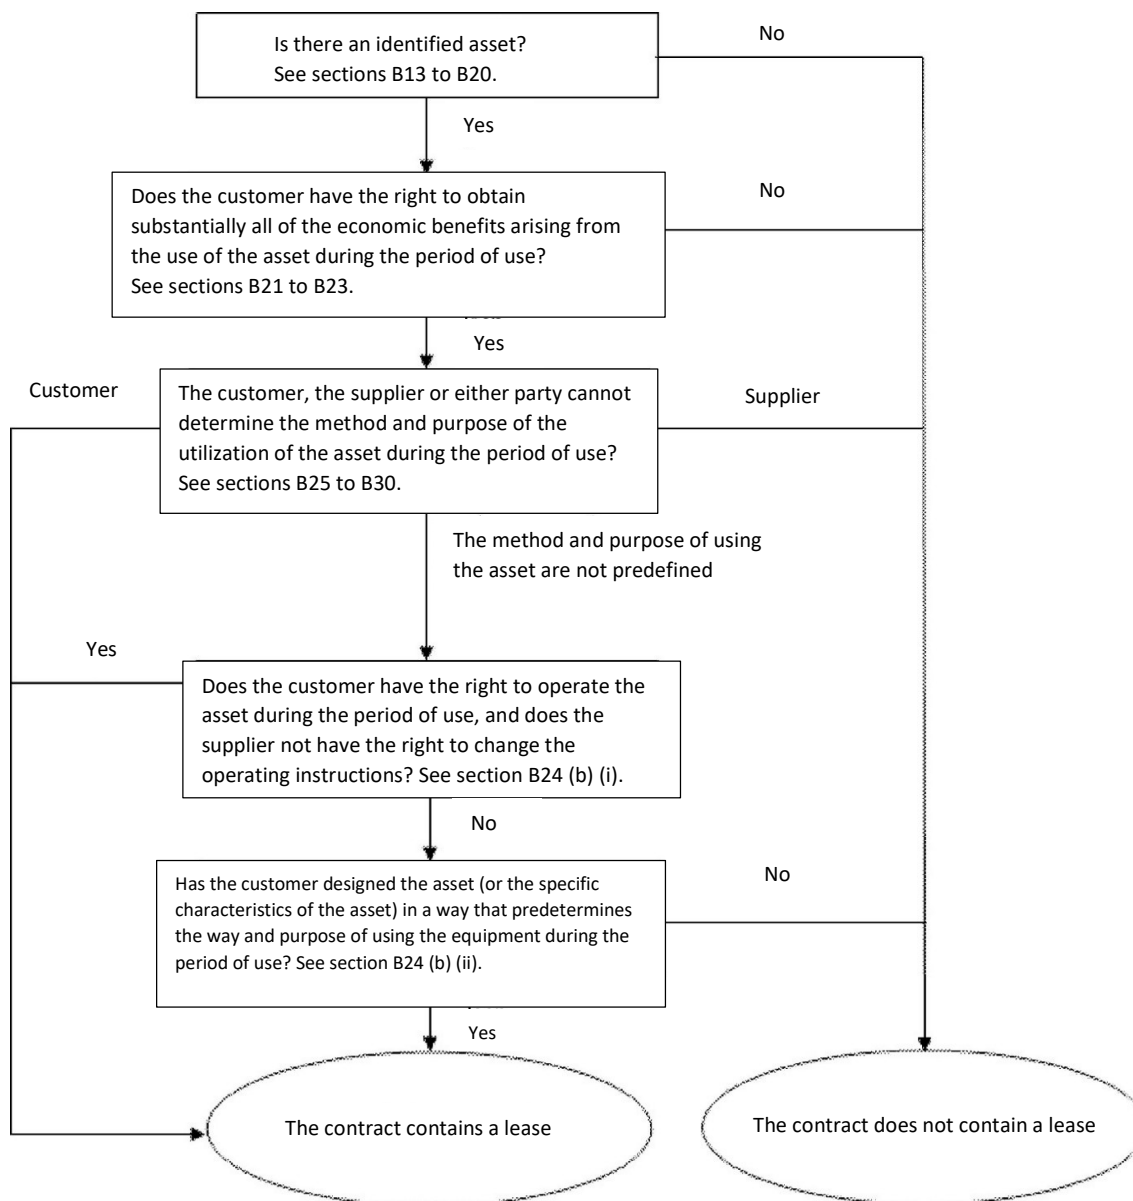 Is there an identified asset?
See sections B13 to B20.
No
Yes
Does the customer have the right to obtain
substantially all of the economic benefits arising from
the use of the asset during the period of use?
See sections B21 to B23.
No
Yes
Customer
The customer, the supplier or either party cannot
determine the method and purpose of the
utilization of the asset during the period of use?
See sections B25 to B30.
Supplier
The method and purpose of using
the asset are not predefined
Yes
Does the customer have the right to operate the
asset during the period of use, and does the
supplier not have the right to change the
operating instructions? See section B24 (b) (i).
No
Has the customer designed the asset (or the specific
characteristics of the asset) in a way that predetermines
the way and purpose of using the equipment during the
period of use? See section B24 (b) (ii).
No
Yes
The contract contains a lease
The contract does not contain a lease